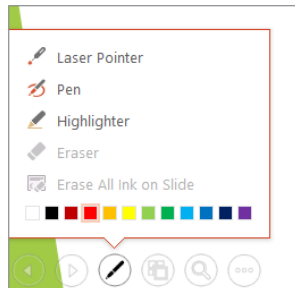 Laser Pointer
Pen
Highlighter
Eraser
Erase All Ink on Slide